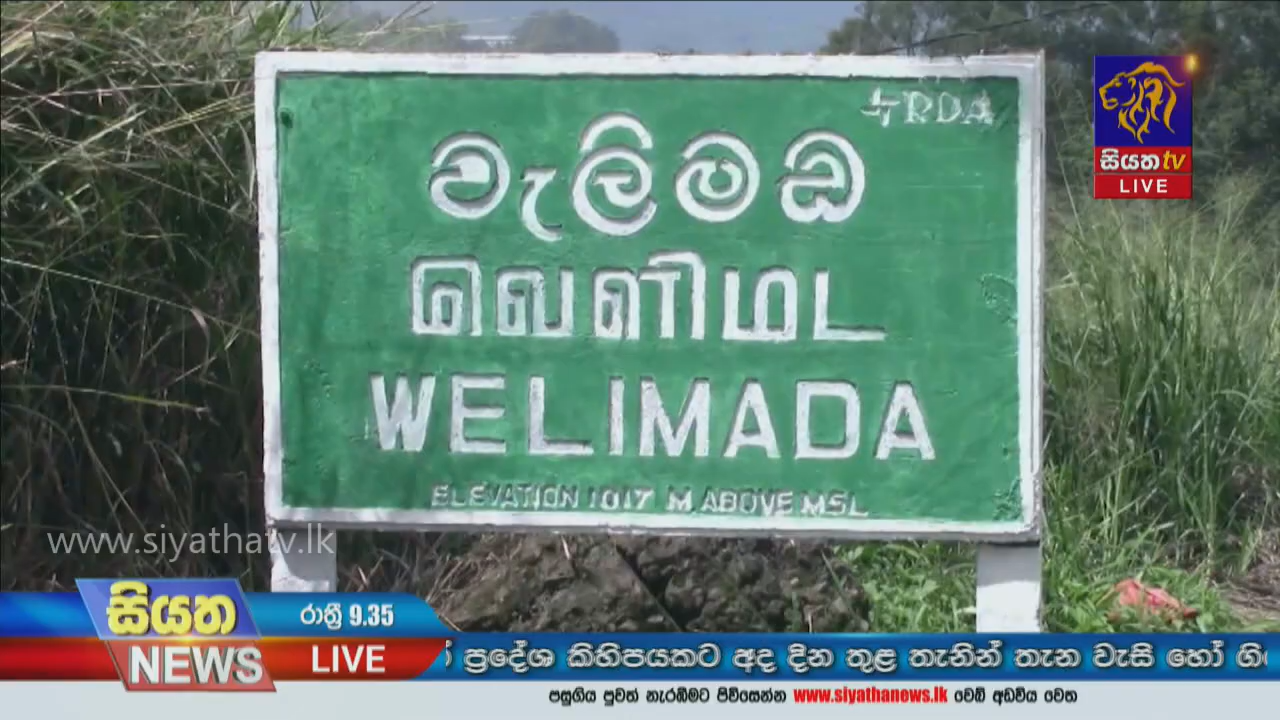 RDA
වැලිමඩ
வெளிமட
WELIMADA
ELEVATION 1017 M ABOVE MSL
සියත tv
LIVE
www.siyathatv.lk
සියත
NEWS
රාත්‍රී 9.35
LIVE
ප්‍රදේශ කිහිපයකට අද දින තුළ තැනින් තැන වැසි හෝ ගි
පසුගිය පුවත් නැරඹීමට පිවිසෙන්න www.siyathanews.lk වෙබ් අඩවිය වෙත